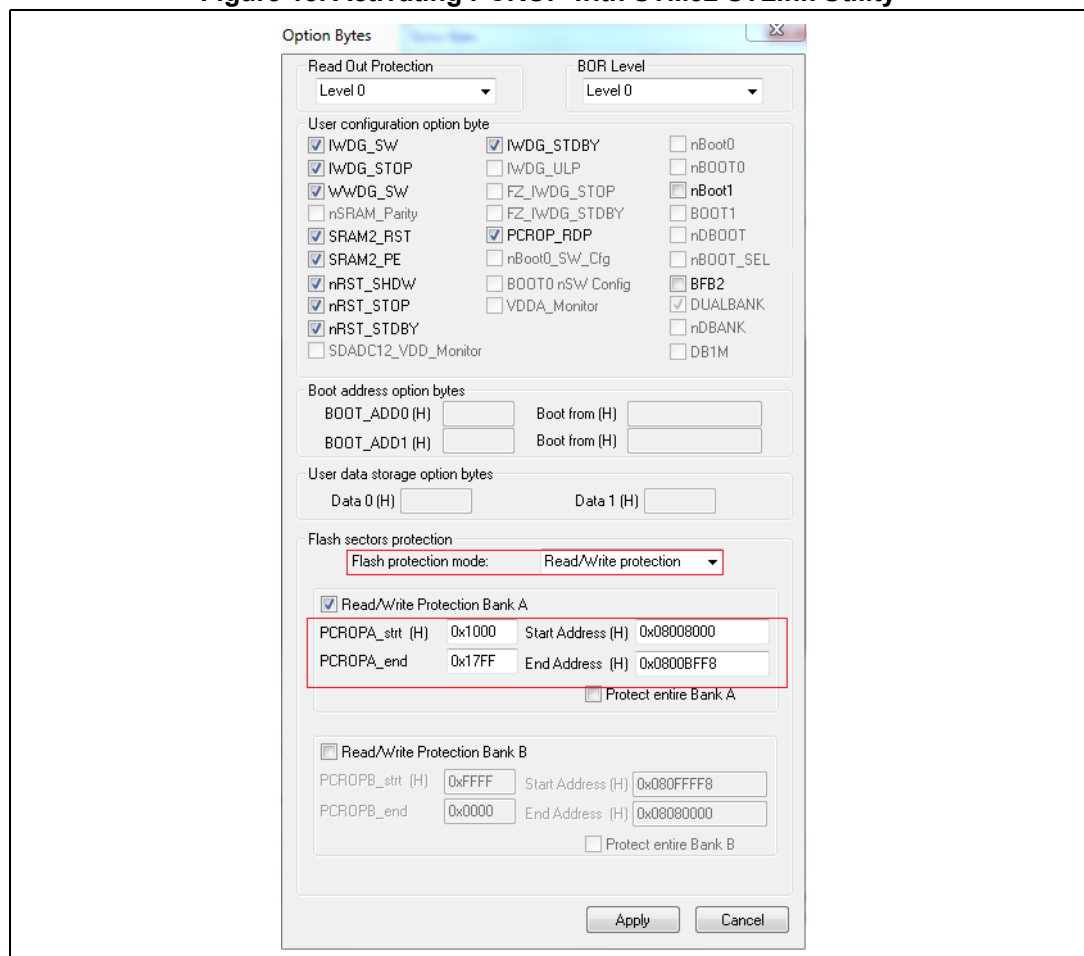 Option Bytes
Read Out Protection BOR Level
Level 0 Level 0
User configuration option byte
IWDG_SW IWDG_STDBY nBoot0
IWDG_STOP IWDG_ULP nBOOT0
WWDG_SW FZ_IWDG_STOP nBoot1
nSRAM_Parity FZ_IWDG_STDBY BOOT1
SRAM2_RST PCROP_RDP nDBOOT
SRAM2_PE nBoot0_SW_Cfg nBOOT_SEL
nRST_SHDW BOOT0 nSW Config BFB2
nRST_STOP VDDA_Monitor DUALBANK
nRST_STDBY nDBANK
SDADC12_VDD_Monitor DB1M
Boot address option bytes
BOOT_ADD0 (H) Boot from (H)
BOOT_ADD1 (H) Boot from (H)
User data storage option bytes
Data 0 (H) Data 1 (H)
Flash sectors protection
Flash protection mode: Read/Write protection
Read/Write Protection Bank A
PCROPA_strt (H) 0x1000 Start Address (H) 0x08008000
PCROPA_end 0x17FF End Address (H) 0x0800BFF8
Protect entire Bank A
Read/Write Protection Bank B
PCROPB_strt (H) 0xFFFF Start Address (H) 0x080FFFF8
PCROPB_end 0x0000 End Address (H) 0x08080000
Protect entire Bank B
Apply Cancel